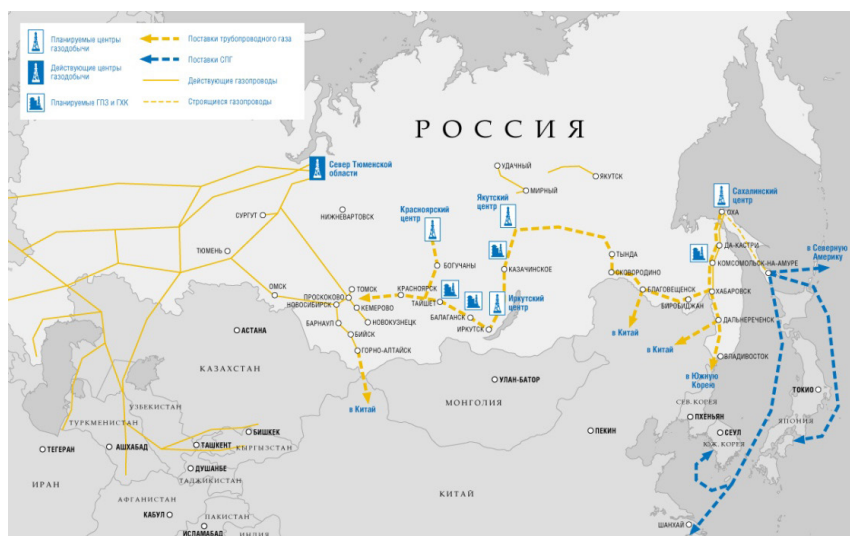 Планируемые центры
газодобычи
Действующие центры
газодобычи
Планируемые ГПЗ и ГХК
Поставки трубопроводного газа
Поставки СПГ
Действующие газопроводы
Строящиеся газопроводы
РОССИЯ
Север Тюменской
области
УДАЧНЫЙ
МИРНЫЙ
ЯКУТСК
Сахалинский
центр
ОХА
Красноярский
центр
Якутский
центр
СУРГУТ
НИЖНЕВАРТОВСК
ТЮМЕНЬ
БОГУЧАНЫ
КАЗАЧИНСКОЕ
ТЫНДА
СКОВОРОДИНО
ДА-КАСТРИ
КОМСОМОЛЬСК-НА-АМУРЕ
в Северную
Америку
ОМСК
ТОМСК
ПРОСКОКОВО
НОВОСИБИРСК
КЕМЕРОВО
КРАСНОЯРСК
ТАЙШЕТ
БАЛАГАНСК
ИРКУТСК
Иркутский
центр
БЛАГОВЕЩЕНСК
БИРОБИДЖАН
ХАБАРОВСК
БАРНАУЛ
НОВОКУЗНЕЦК
БИЙСК
ГОРНО-АЛТАЙСК
ДАЛЬНЕРЕЧЕНСК
в Китай
в Китай
ВЛАДИВОСТОК
в Южную
Корею
АСТАНА
КАЗАХСТАН
УЛАН-БАТОР
МОНГОЛИЯ
в Китай
СЕВ. КОРЕЯ
ПХЕНЬЯН
ТОКИО
ЯПОНИЯ
СЕУЛ
ЮЖ. КОРЕЯ
ПЕКИН
УЗБЕКИСТАН
ТУРКМЕНИСТАН
БИШКЕК
ТАШКЕНТ
КЫРГЫЗСТАН
ТЕГЕРАН
АШХАБАД
ДУШАНБЕ
ТАДЖИКИСТАН
ИРАН
АФГАНИСТАН
КАБУЛ
ПАКИСТАН
ИСЛАМАБАД
ИНДИЯ
КИТАЙ
ШАНХАЙ